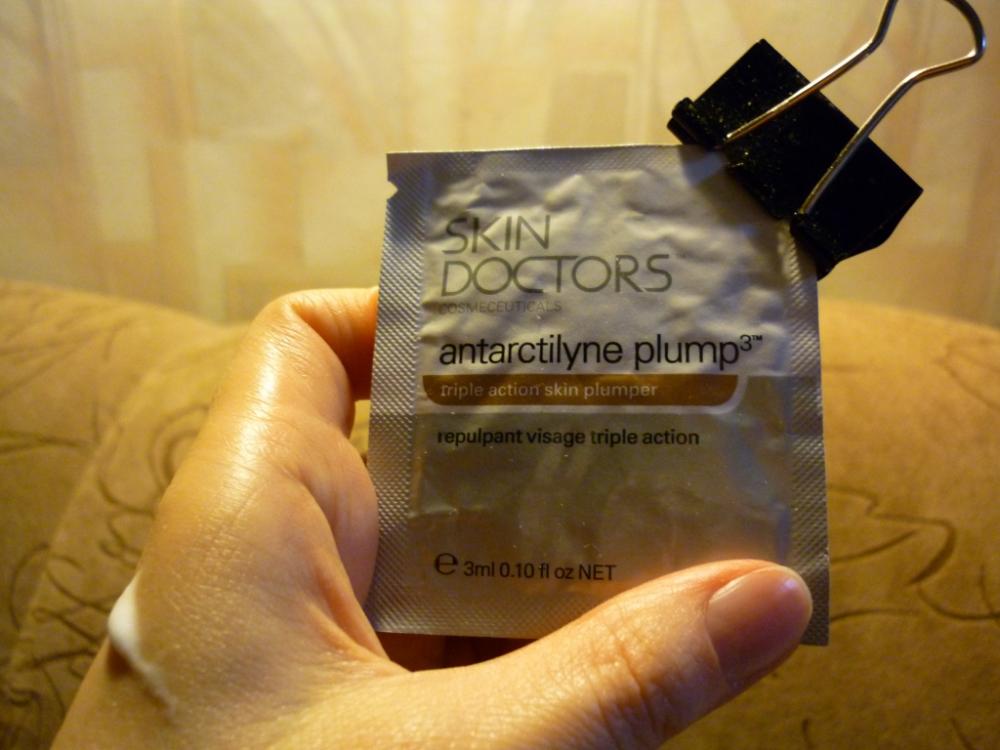 SKIN
DOCTORS
COSMECEUTICALS
antarctilyne plump³™
triple action skin plumper
repulpant visage triple action
℮ 3ml 0.10 fl oz NET